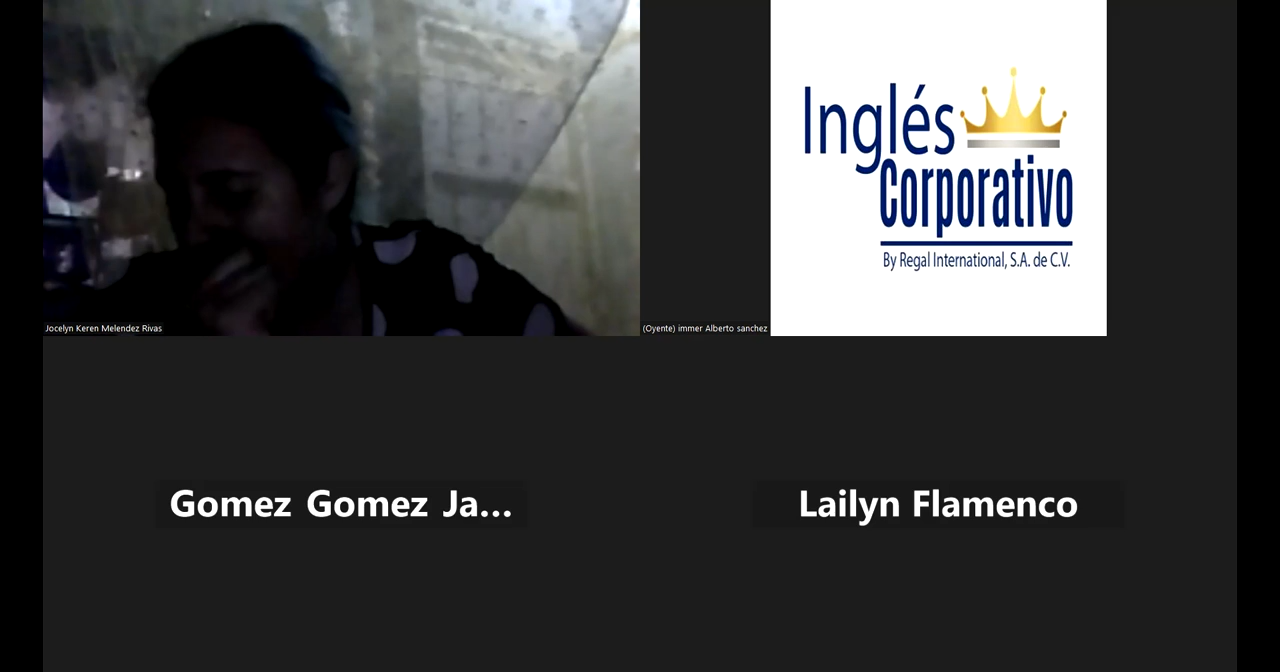 Inglés
Corporativo
By Regal International, S.A. de C.V.
Jocelyn Keren Melendez Rivas
(Oyente) immer Alberto sanchez
Gomez Gomez Ja...
Lailyn Flamenco